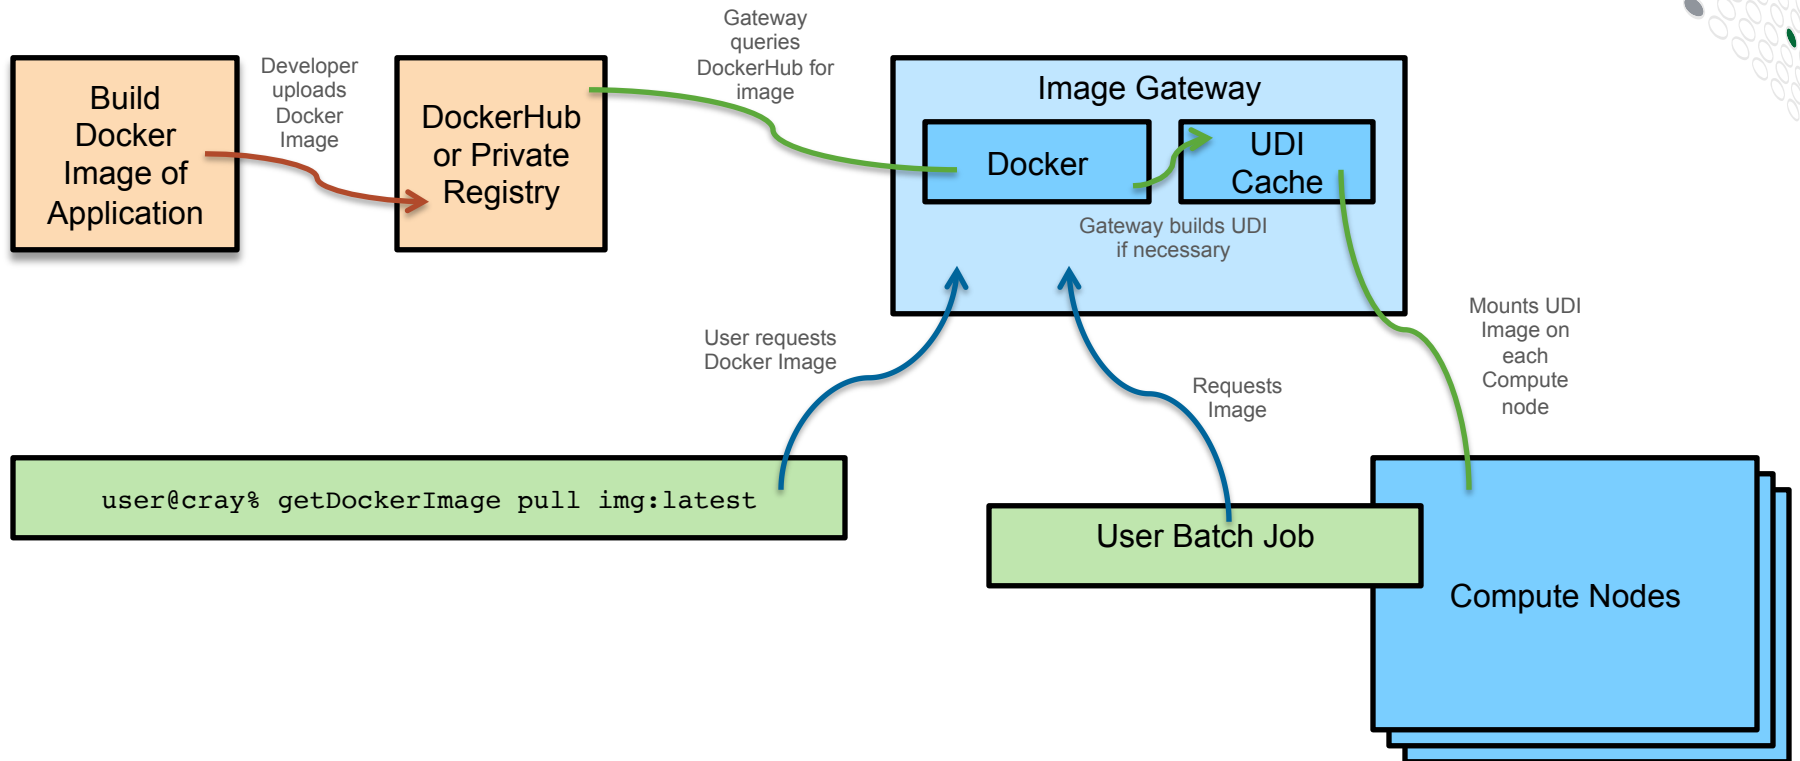 Build
Docker
Image of
Application
Developer
uploads
Docker
Image
DockerHub
or Private
Registry
Gateway
queries
DockerHub for
image
Image Gateway
Docker
UDI
Cache
Gateway builds UDI
if necessary
User requests
Docker Image
Requests
Image
Mounts UDI
Image on
each
Compute
node
user@cray% getDockerImage pull img:latest
User Batch Job
Compute Nodes